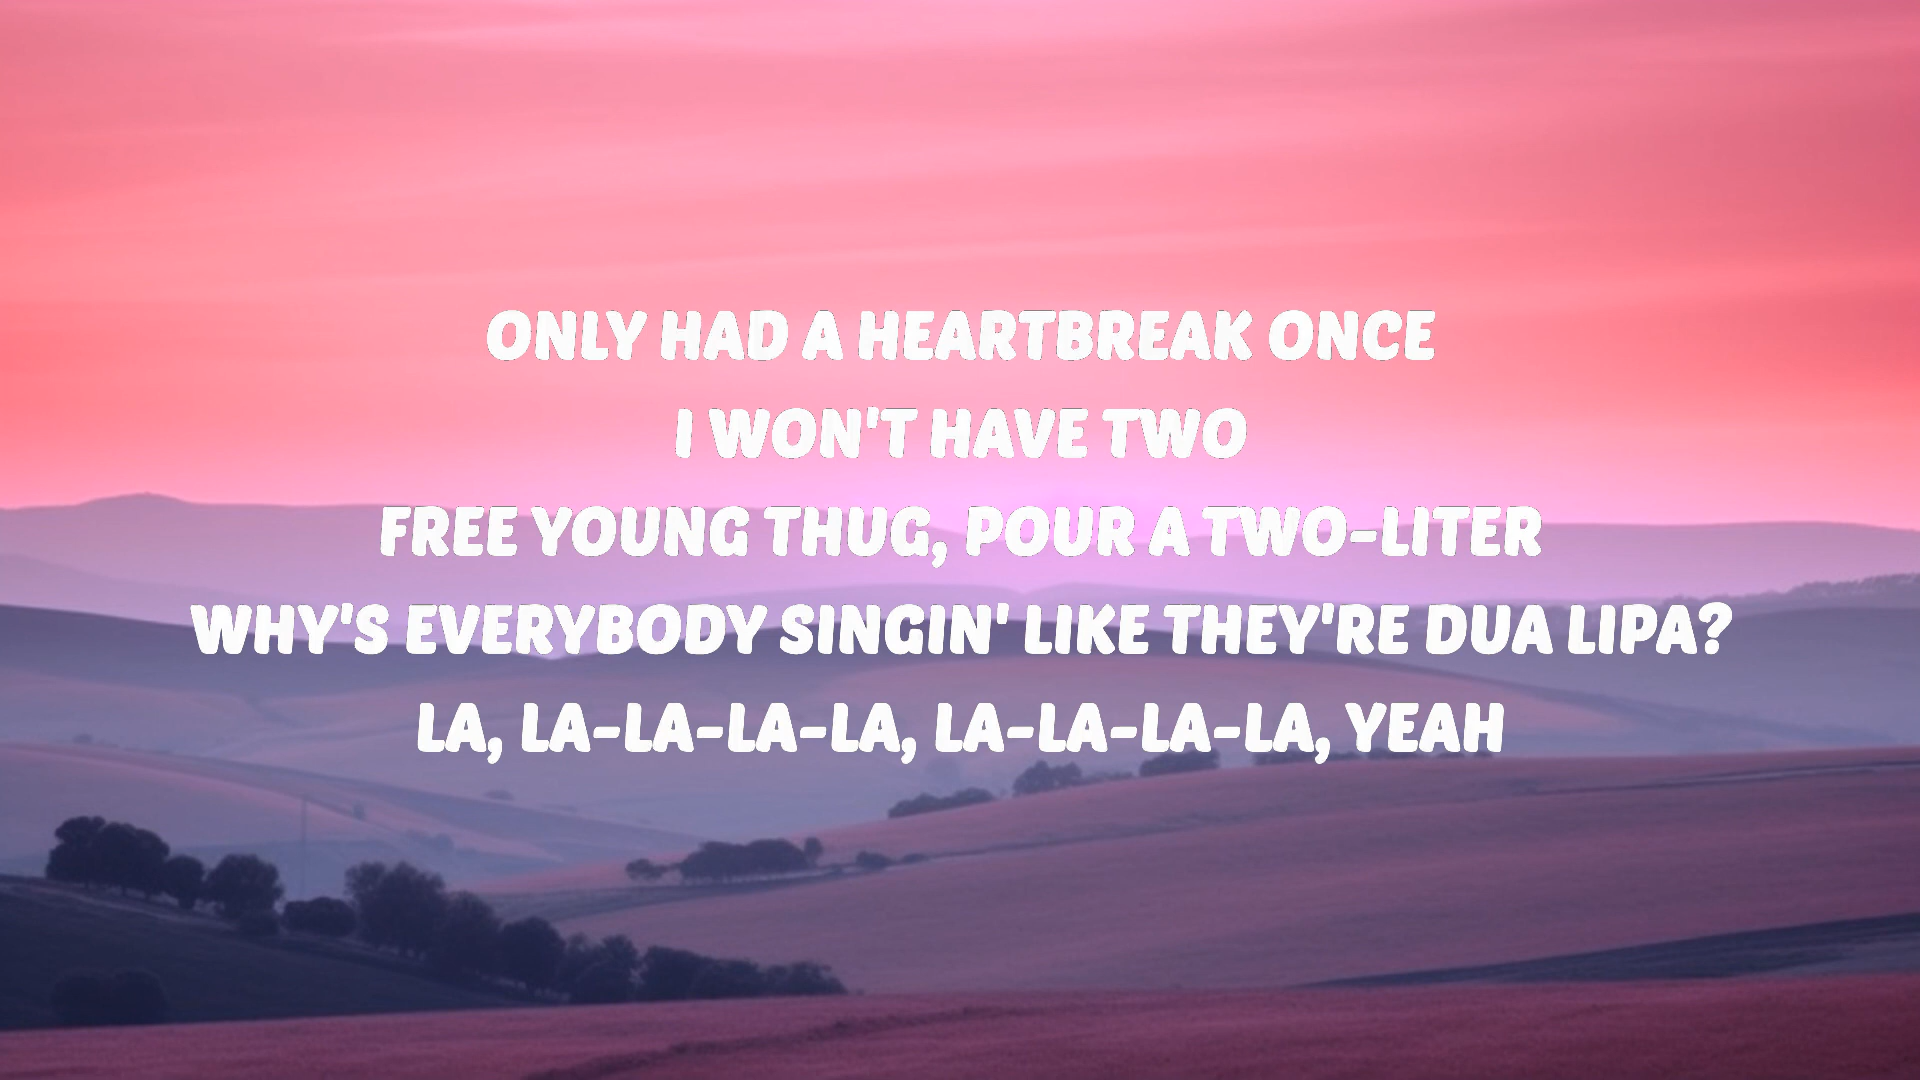 ONLY HAD A HEARTBREAK ONCE
I WON'T HAVE TWO
FREE YOUNG THUG, POUR A TWO-LITER
WHY'S EVERYBODY SINGIN' LIKE THEY'RE DUA LIPA?
LA, LA-LA-LA-LA, LA-LA-LA-LA, YEAH